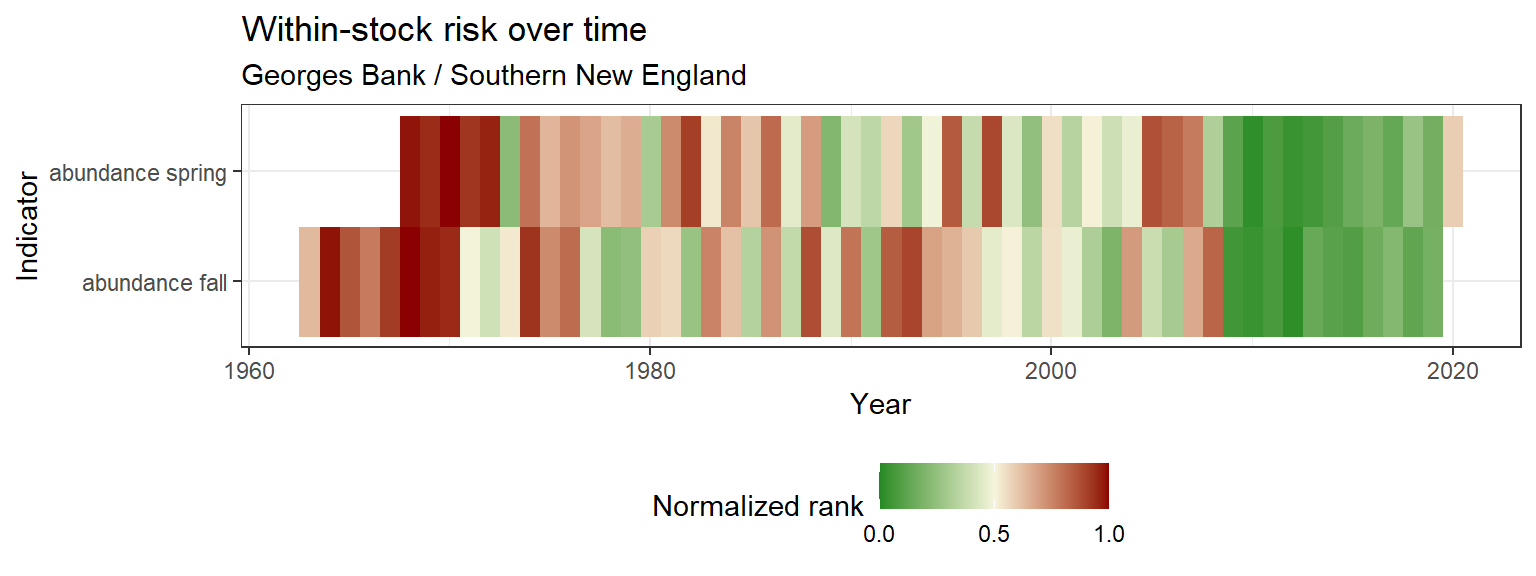 Within-stock risk over time
Georges Bank / Southern New England
Indicator
abundance spring
abundance fall
1960 1980 2000 2020
Year
Normalized rank
0.0 0.5 1.0